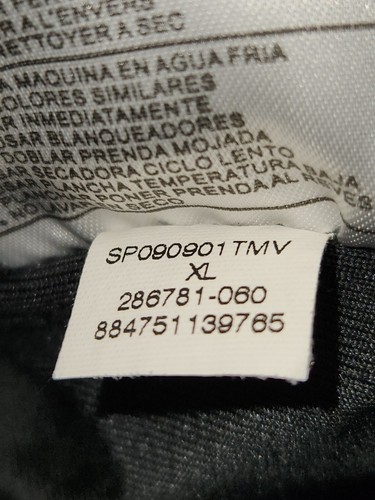 A L'ENVERS
NETTOYER A SEC
MAQUINA EN AGUA FRIA
COLORES SIMILARES
INMEDIATAMENTE
USAR BLANQUEADORES
DOBLAR PRENDA MOJADA
SECADORA CICLO LENTO
PLANCHA TEMPERATURA BAJA
PONER PRENDA AL REVES
SECO
SP090901TMV
XL
286781-060
884751139765